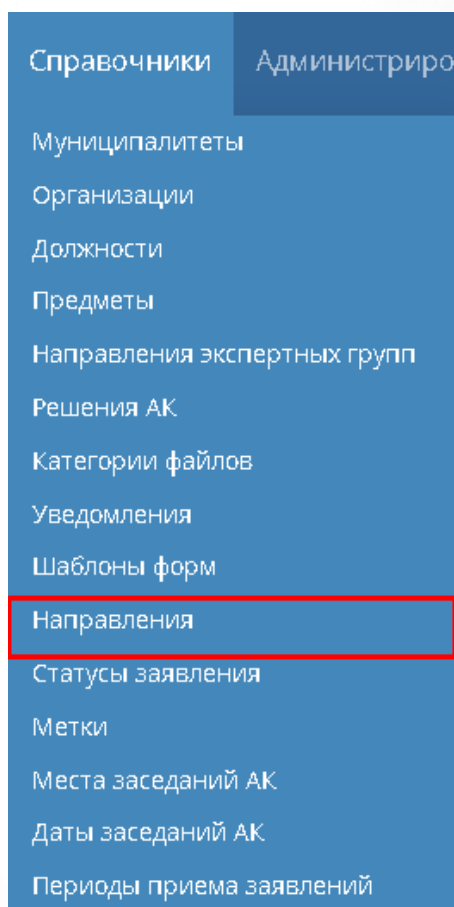 Справочники Администриро
Муниципалитеты
Организации
Должности
Предметы
Направления экспертных групп
Решения АК
Категории файлов
Уведомления
Шаблоны форм
Направления
Статусы заявления
Метки
Места заседаний АК
Даты заседаний АК
Периоды приема заявлений